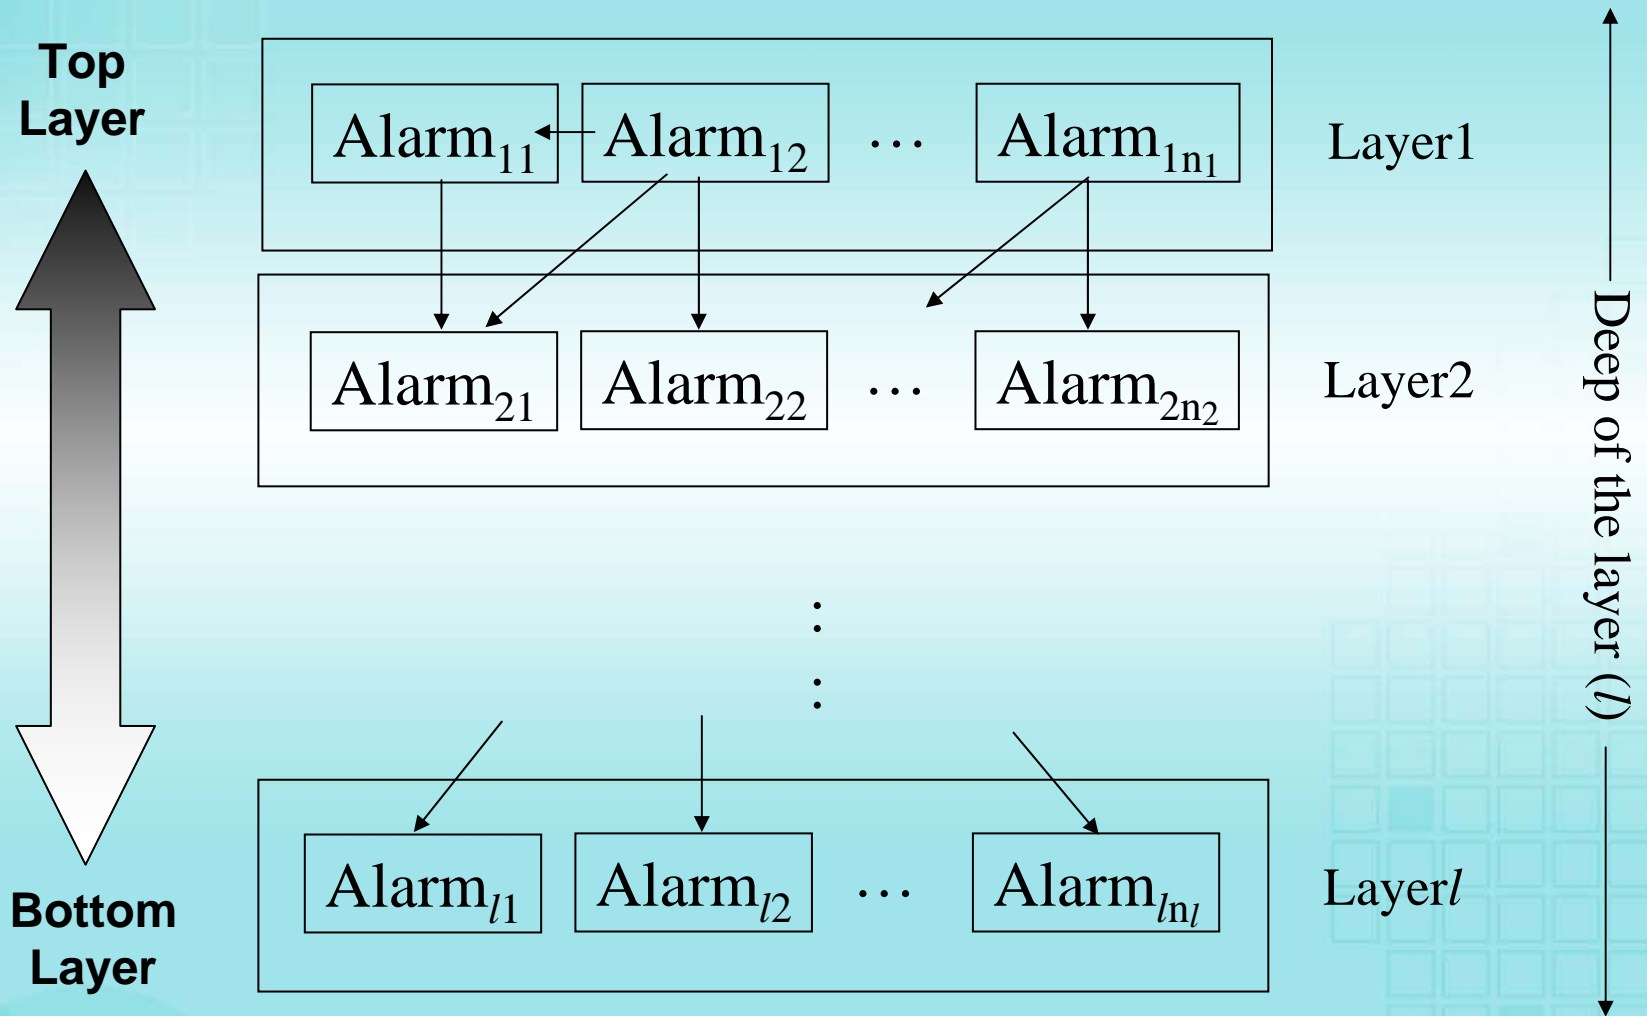 Top
Layer
Alarm₁₁ Alarm₁₂ … Alarm₁ₙ₁ Layer1
Alarm₂₁ Alarm₂₂ … Alarm₂ₙ₂ Layer2
Deep of the layer (l)
Alarmₗ₁ Alarmₗ₂ … Alarmₗₙₗ Layerl
Bottom
Layer